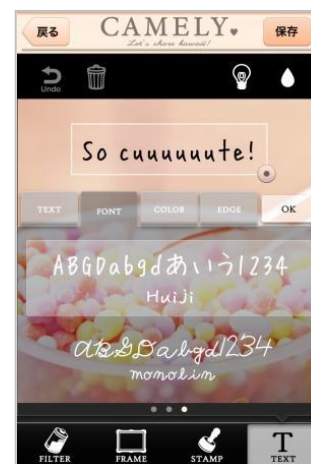 戻る
CAMELY
保存
Let's share kawaii!
Undo
So cuuuuuute!
TEXT FONT COLOR EDGE OK
ABGDabgdあいう1234
Huiji
ABGDabgd1234
monolin
FILTER FRAME STAMP T
TEXT